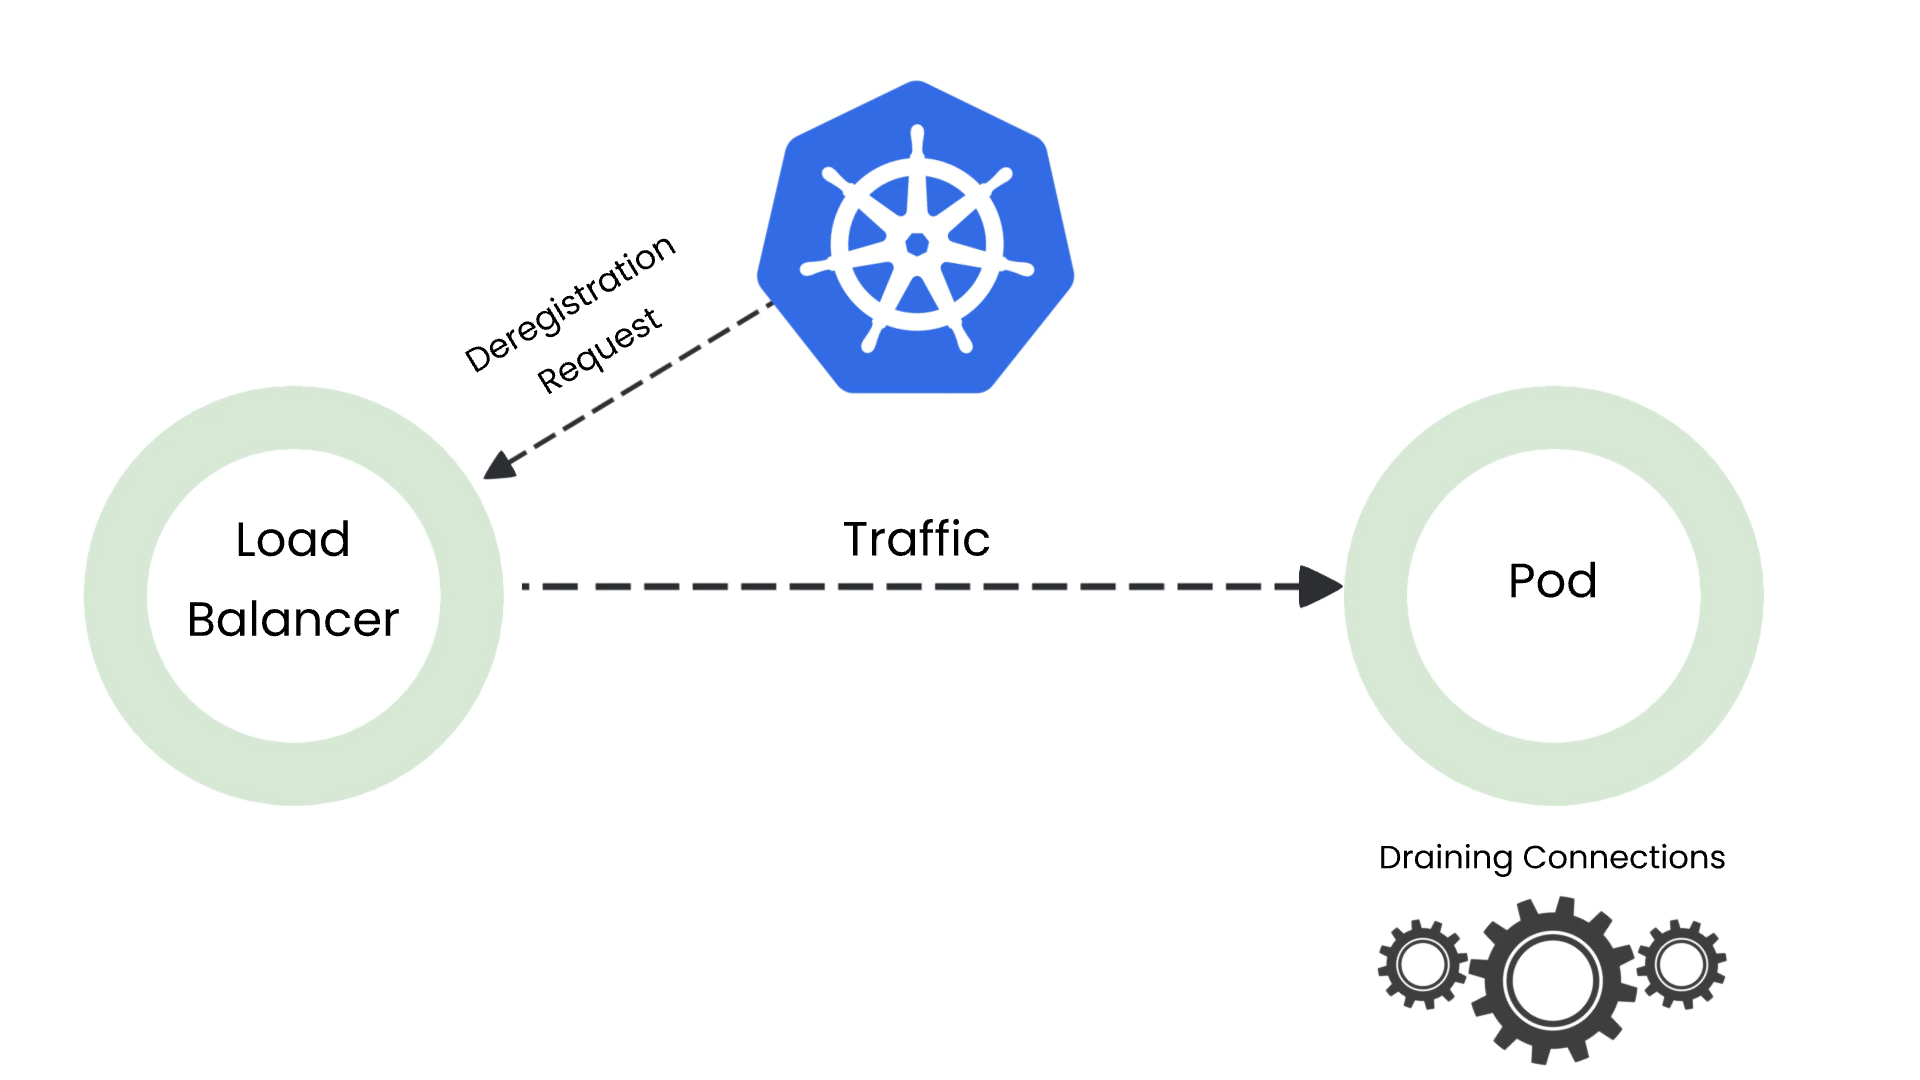 Deregistration
Request
Load
Balancer
Traffic
Pod
Draining Connections